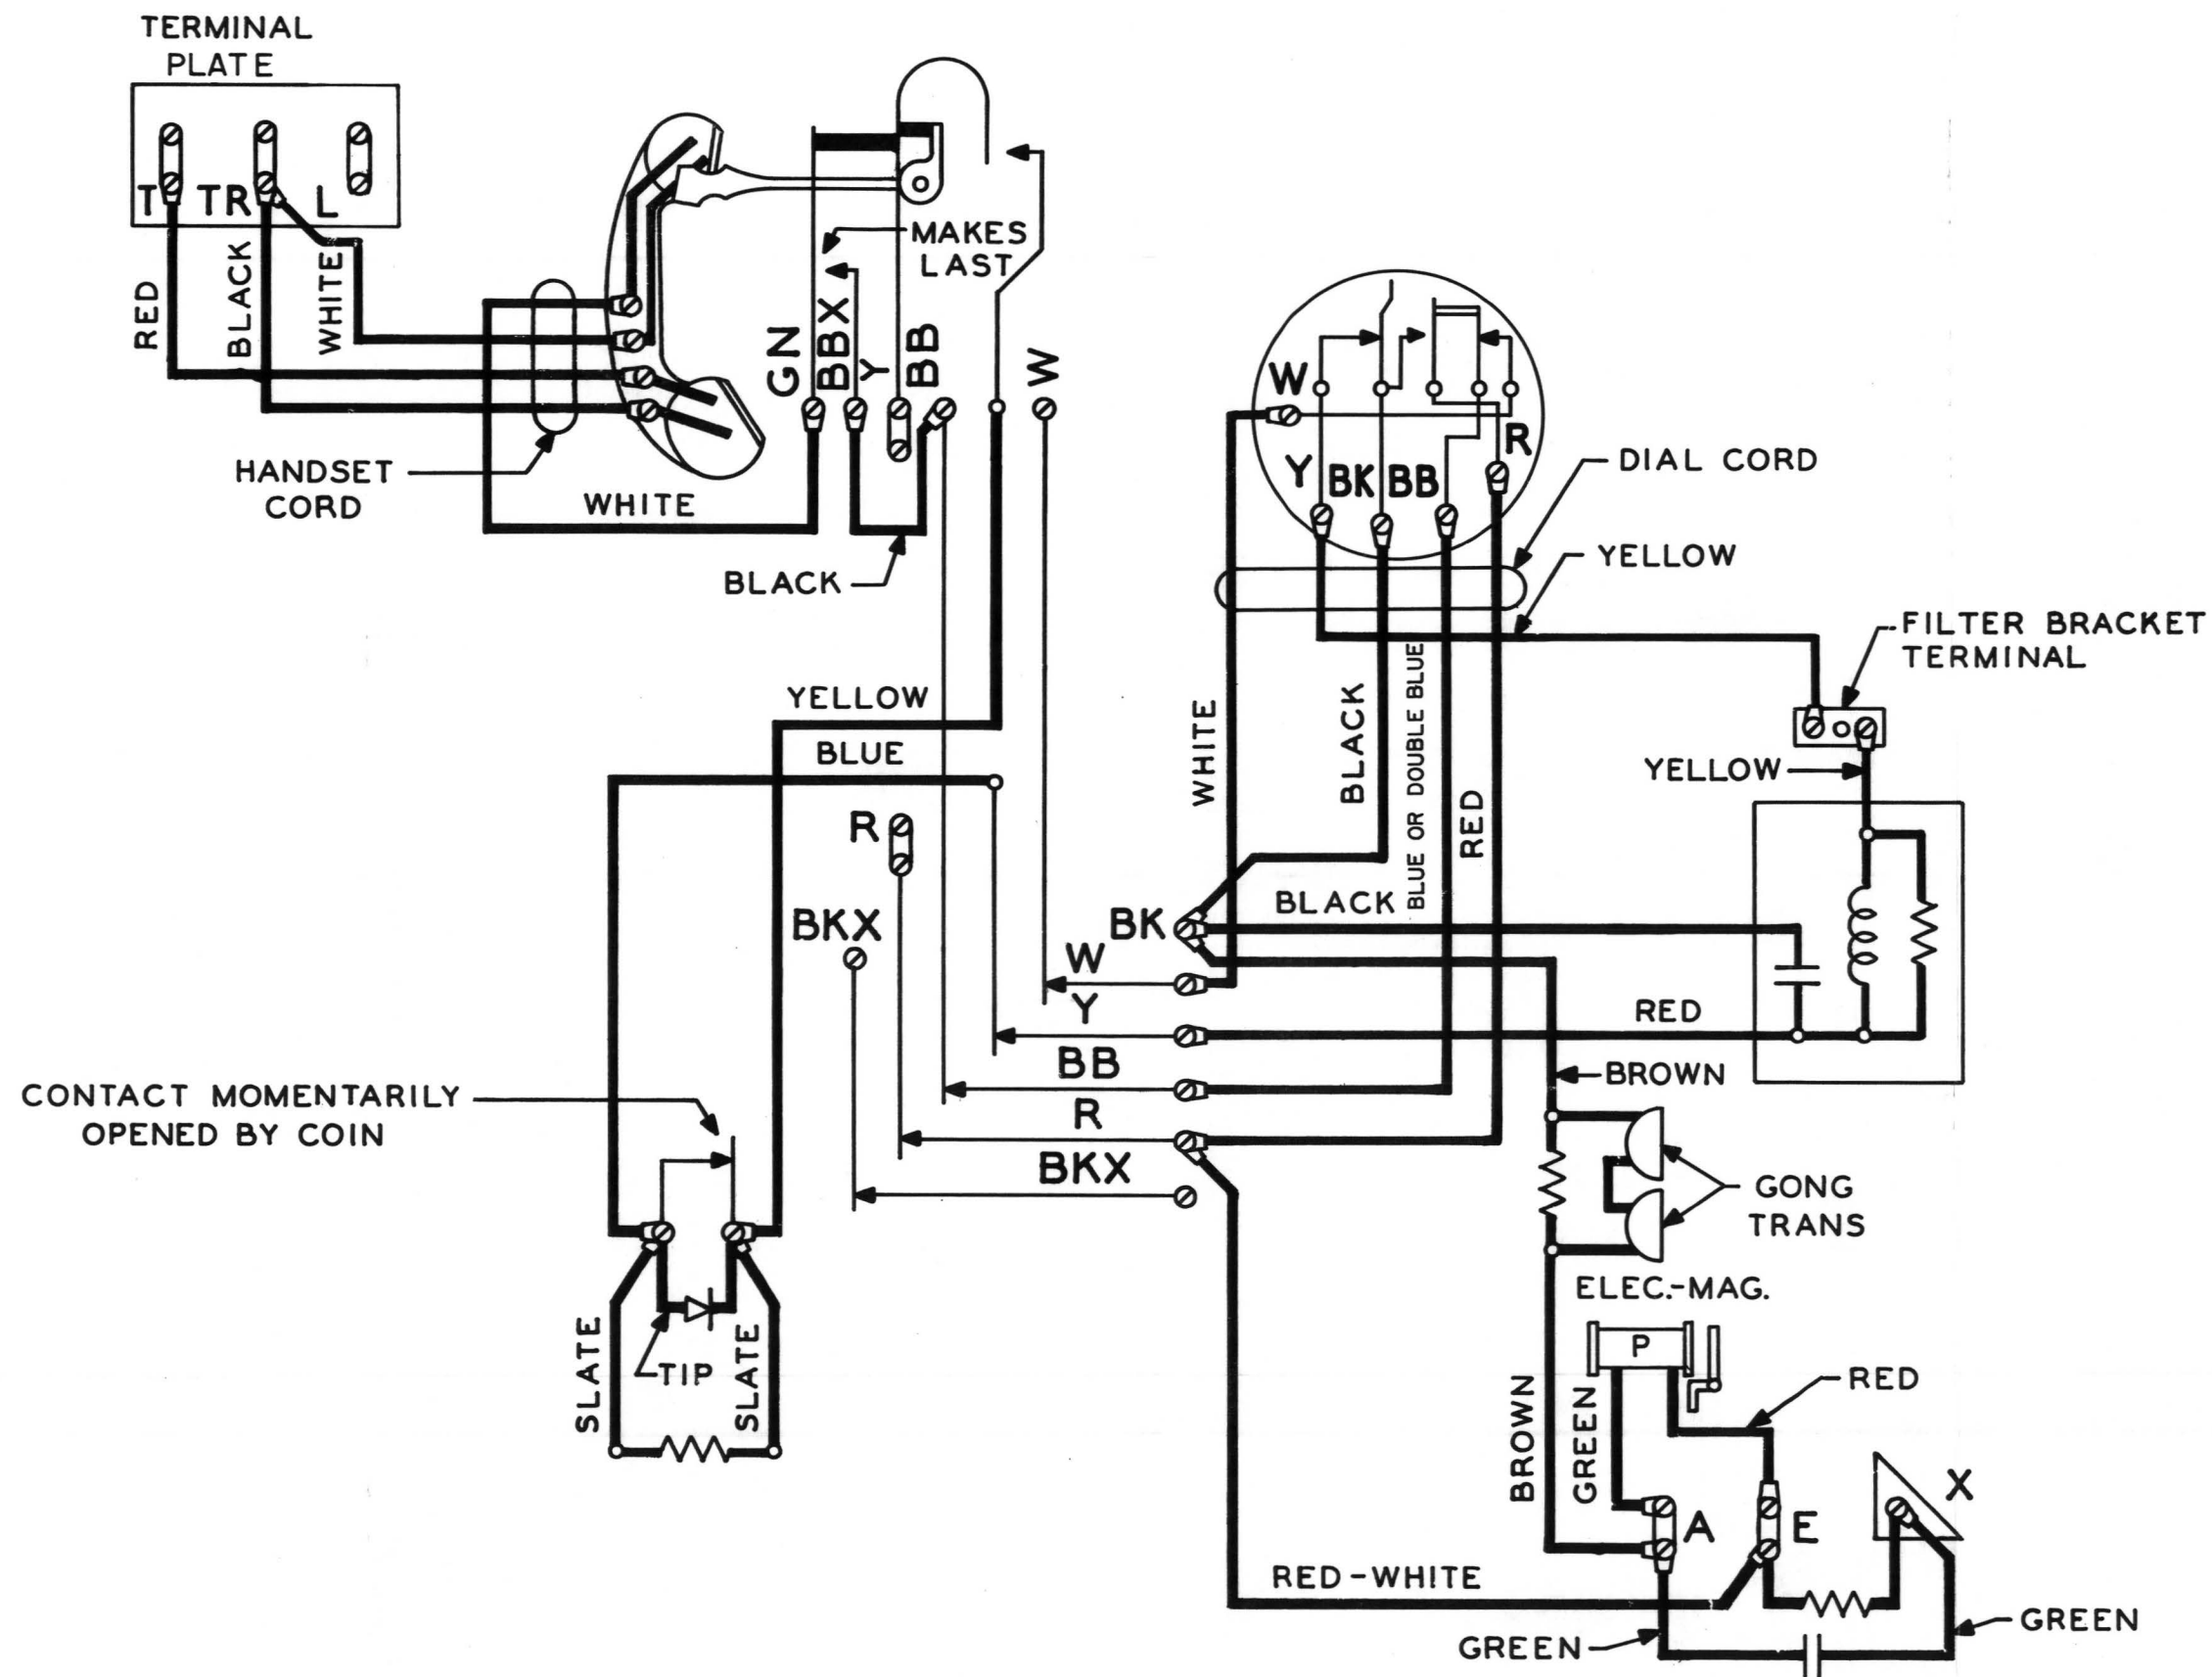 TERMINAL
PLATE
T TR L
RED
BLACK
WHITE
HANDSET
CORD
WHITE
GN
BBX
Y
BB
W
MAKES
LAST
BLACK
W
Y BK BB
R
DIAL CORD
YELLOW
FILTER BRACKET
TERMINAL
YELLOW
YELLOW
BLUE
WHITE
BLACK
BLUE OR DOUBLE BLUE
RED
R
BKX
BK
BLACK
W
Y
RED
BB
BROWN
R
BKX
CONTACT MOMENTARILY
OPENED BY COIN
GONG
TRANS
SLATE
TIP
SLATE
ELEC.-MAG.
P
RED
BROWN
GREEN
A
E
X
RED-WHITE
GREEN
GREEN